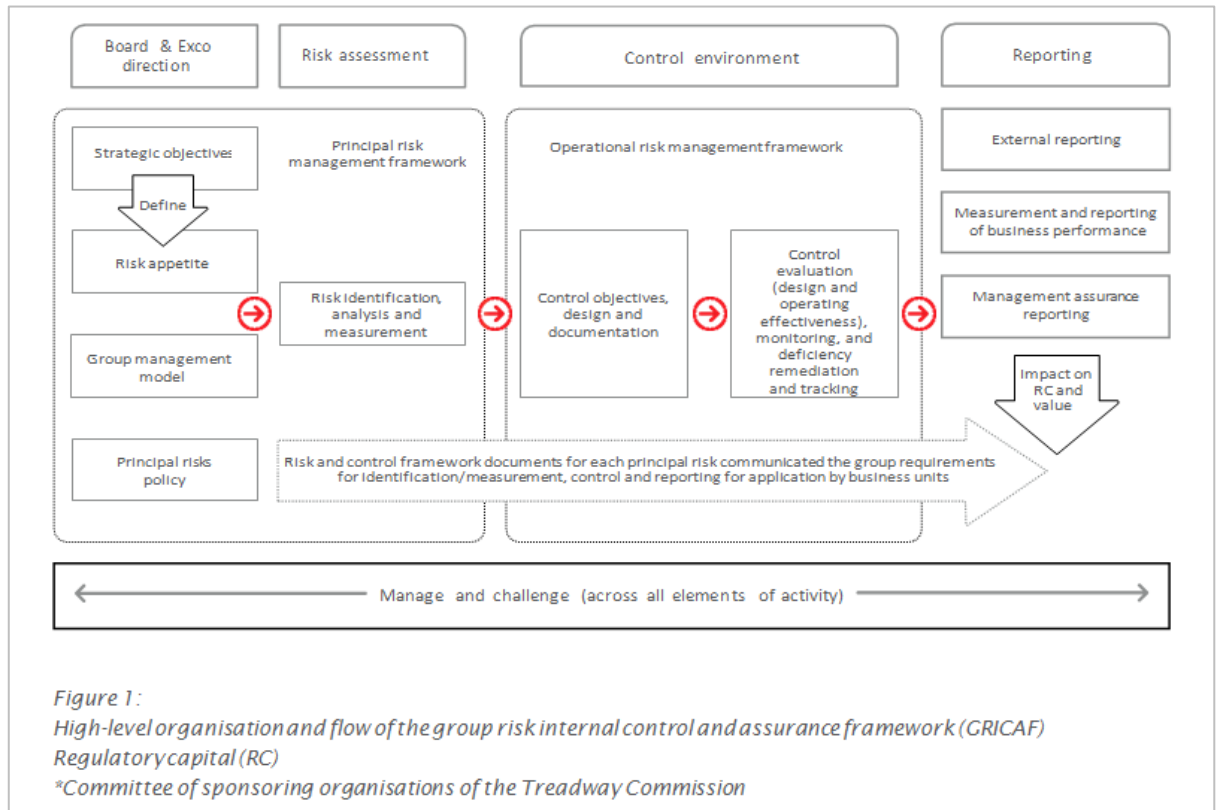 Board & Exco
direction
Risk assessment
Control environment
Reporting
Strategic objectives
Define
Risk appetite
Group management
model
Principal risks
policy
Principal risk
management framework
Risk identification,
analysis and
measurement
Operational risk management framework
Control objectives,
design and
documentation
Control
evaluation
(design and
operating
effectiveness),
monitoring, and
deficiency
remediation
and tracking
External reporting
Measurement and reporting
of business performance
Management assurance
reporting
Impact on
RC and
value
Risk and control framework documents for each principal risk communicated the group requirements
for identification/measurement, control and reporting for application by business units
Manage and challenge (across all elements of activity)
Figure 1:
High-level organisation and flow of the group risk internal control and assurance framework (GRICAF)
Regulatory capital (RC)
*Committee of sponsoring organisations of the Treadway Commission